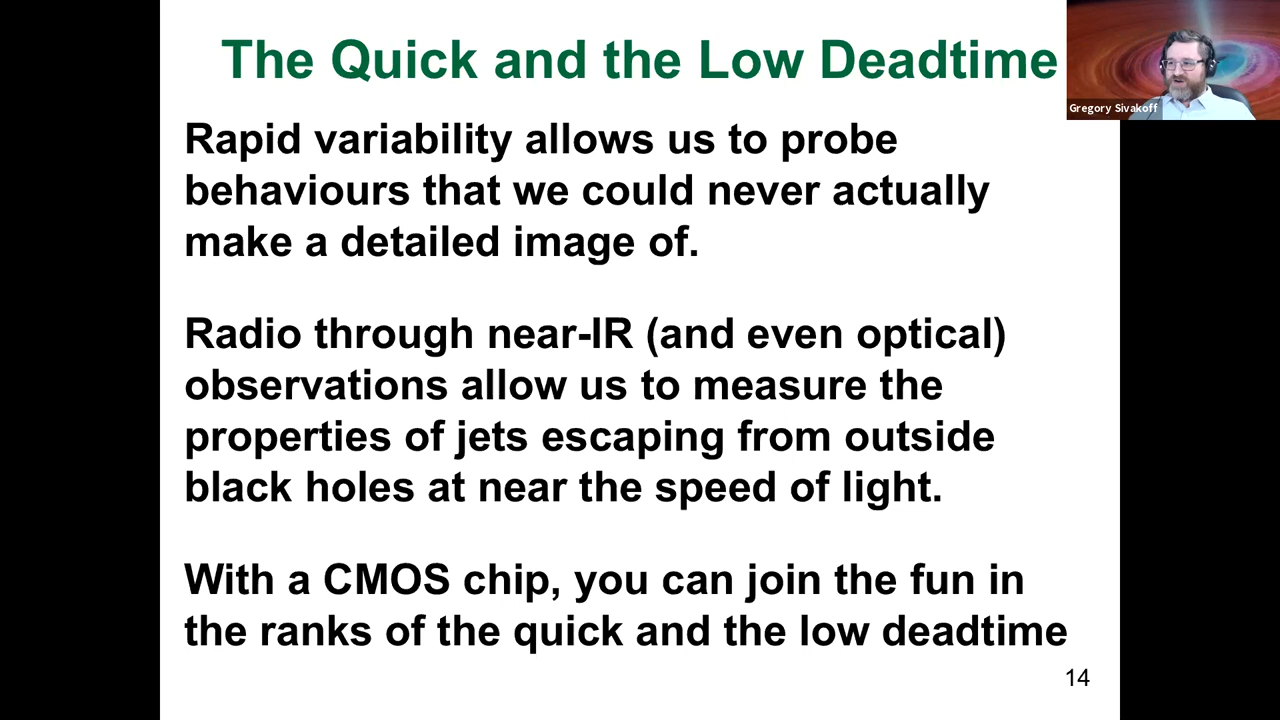 The Quick and the Low Deadtime
Gregory Sivakoff
Rapid variability allows us to probe
behaviours that we could never actually
make a detailed image of.
Radio through near-IR (and even optical)
observations allow us to measure the
properties of jets escaping from outside
black holes at near the speed of light.
With a CMOS chip, you can join the fun in
the ranks of the quick and the low deadtime
14